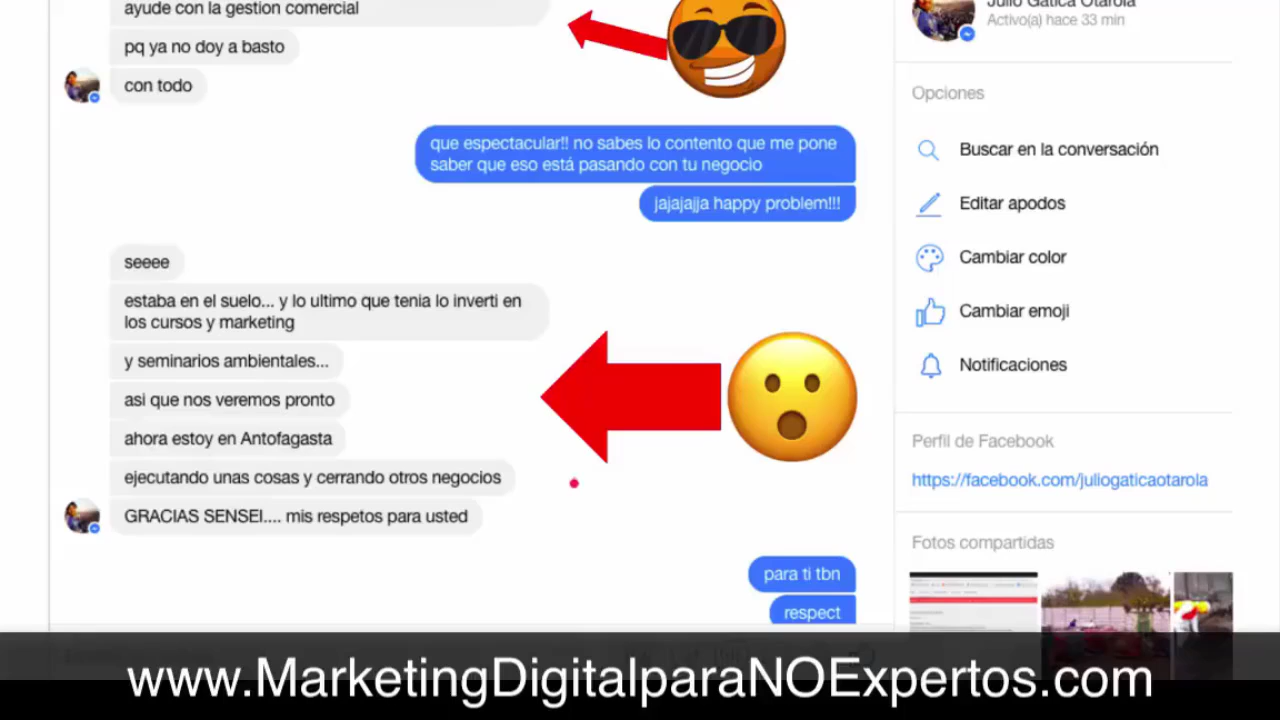 ayude con la gestion comercial
pq ya no doy a basto
con todo
que espectacular!! no sabes lo contento que me pone
saber que eso está pasando con tu negocio
jajajajja happy problem!!!
seeee
estaba en el suelo... y lo ultimo que tenia lo inverti en
los cursos y marketing
y seminarios ambientales...
asi que nos veremos pronto
ahora estoy en Antofagasta
ejecutando unas cosas y cerrando otros negocios
GRACIAS SENSEI.... mis respetos para usted
para ti tbn
respect
Julio Gatica Otarola
Activo(a) hace 33 min
Opciones
Buscar en la conversación
Editar apodos
Cambiar color
Cambiar emoji
Notificaciones
Perfil de Facebook
https://facebook.com/juliogaticaotarola
Fotos compartidas
www.MarketingDigitalparaNOExpertos.com